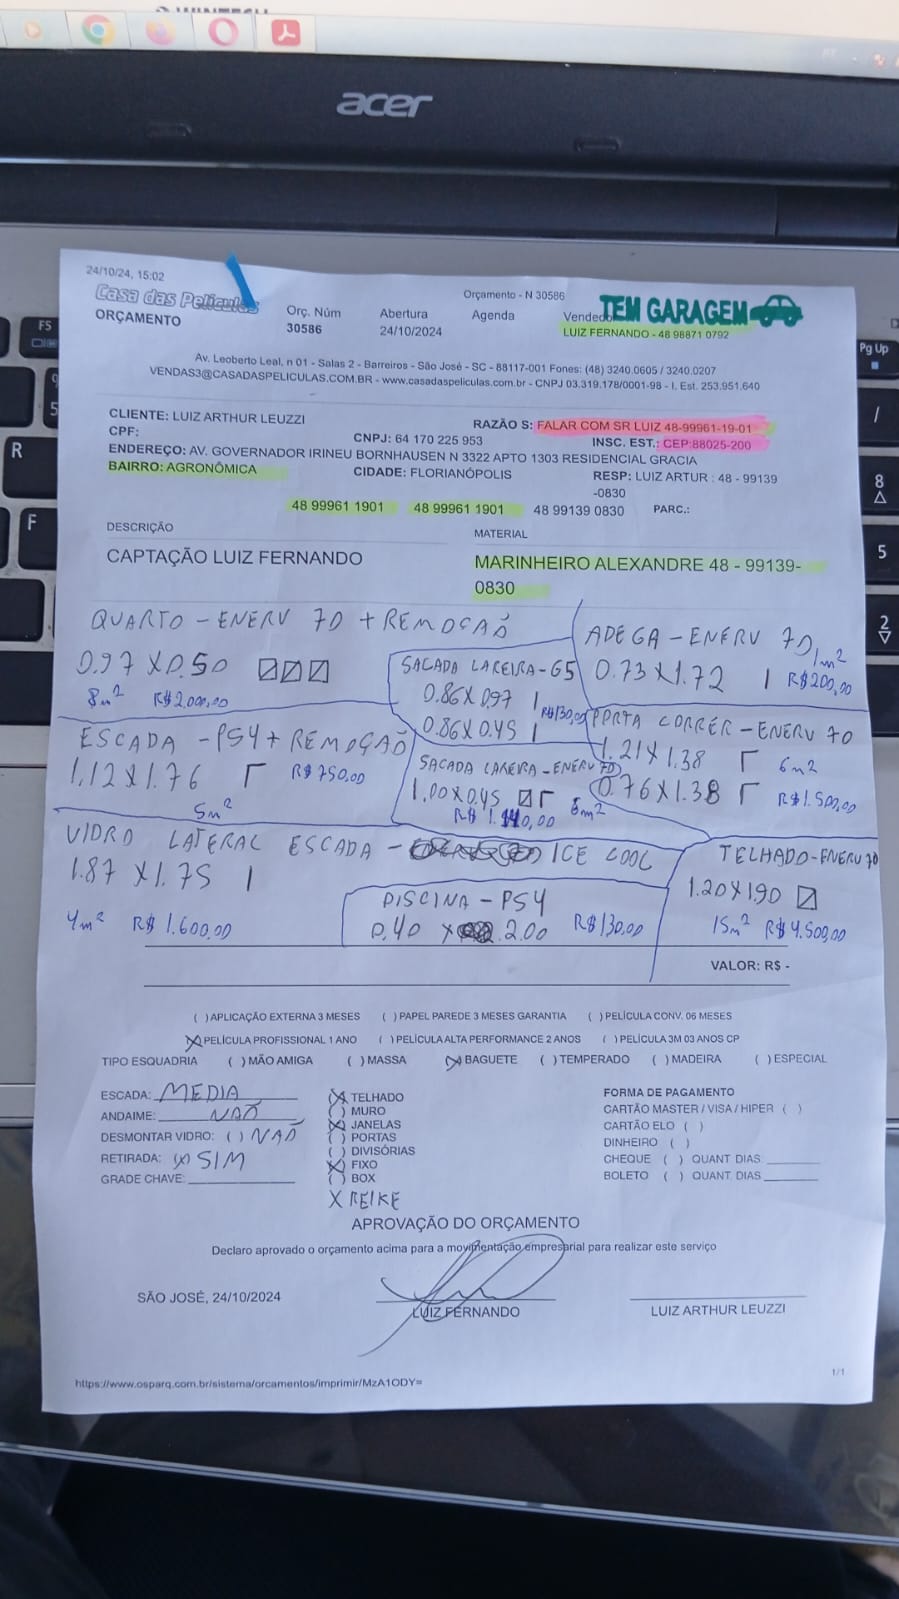 acer
F5
Pg Up
R
F
5
8
5
2
24/10/24, 15:02
Orçamento - N 30586
Casa das Películas
ORÇAMENTO
Orç. Núm
30586
Abertura
24/10/2024
Agenda
Vendedo
TEM GARAGEM
LUIZ FERNANDO - 48 98871 0792
Av. Leoberto Leal, n 01 - Salas 2 - Barreiros - São José - SC - 88117-001 Fones: (48) 3240.0605 / 3240.0207
VENDAS3@CASADASPELICULAS.COM.BR - www.casadaspeliculas.com.br - CNPJ 03.319.178/0001-98 - I. Est. 253.951.640
CLIENTE: LUIZ ARTHUR LEUZZI
RAZÃO S: FALAR COM SR LUIZ 48-99961-19-01
CPF:
CNPJ: 64 170 225 953
INSC. EST.: CEP:88025-200
ENDEREÇO: AV. GOVERNADOR IRINEU BORNHAUSEN N 3322 APTO 1303 RESIDENCIAL GRACIA
BAIRRO: AGRONÔMICA
CIDADE: FLORIANÓPOLIS
RESP: LUIZ ARTUR : 48 - 99139
-0830
48 99961 1901 48 99961 1901 48 99139 0830 PARC.:
DESCRIÇÃO
MATERIAL
CAPTAÇÃO LUIZ FERNANDO
MARINHEIRO ALEXANDRE 48 - 99139-
0830
QUARTO - ENERV 70 + REMOÇÃO
0.97 X 0.50
8m² R$2.000,00
SACADA LAREIRA - G5
0.86 X 0.97 |
0.86 X 0.45 |
R$130,00
ADEGA - ENERV 70
0.73 X 1.72 |
1m²
R$200,00
ESCADA - PS4 + REMOÇÃO
1,12 X 1.76
R$750,00
5m²
SACADA LAREIRA - ENERV 70
1,00 X 0.45
R$ 1.140,00
PORTA CORRER - ENERV 70
1.21 X 1.38
0.76 X 1.38
6m²
R$1.500,00
VIDRO LATERAL ESCADA - ICE COOL
1.87 X 1.75 |
4m² R$ 1.600,00
PISCINA - PS4
0.40 X 2.00
R$130,00
TELHADO - ENERV 70
1.20 X 1.90
15m² R$4.500,00
VALOR: R$ -
( ) APLICAÇÃO EXTERNA 3 MESES ( ) PAPEL PAREDE 3 MESES GARANTIA ( ) PELÍCULA CONV. 06 MESES
(X) PELÍCULA PROFISSIONAL 1 ANO ( ) PELÍCULA ALTA PERFORMANCE 2 ANOS ( ) PELÍCULA 3M 03 ANOS CP
TIPO ESQUADRIA ( ) MÃO AMIGA ( ) MASSA (X) BAGUETE ( ) TEMPERADO ( ) MADEIRA ( ) ESPECIAL
ESCADA: MEDIA
ANDAIME: NAÕ
DESMONTAR VIDRO: ( ) NAÕ
RETIRADA: (X) SIM
GRADE CHAVE:
(X) TELHADO
( ) MURO
(X) JANELAS
( ) PORTAS
( ) DIVISÓRIAS
(X) FIXO
( ) BOX
X REIKE
FORMA DE PAGAMENTO
CARTÃO MASTER / VISA / HIPER ( )
CARTÃO ELO ( )
DINHEIRO ( )
CHEQUE ( ) QUANT DIAS
BOLETO ( ) QUANT DIAS
APROVAÇÃO DO ORÇAMENTO
Declaro aprovado o orçamento acima para a movimentação empresarial para realizar este serviço
SÃO JOSÉ, 24/10/2024
LUIZ FERNANDO
LUIZ ARTHUR LEUZZI
https://www.osparq.com.br/sistema/orcamentos/imprimir/MzA1ODY=
1/1